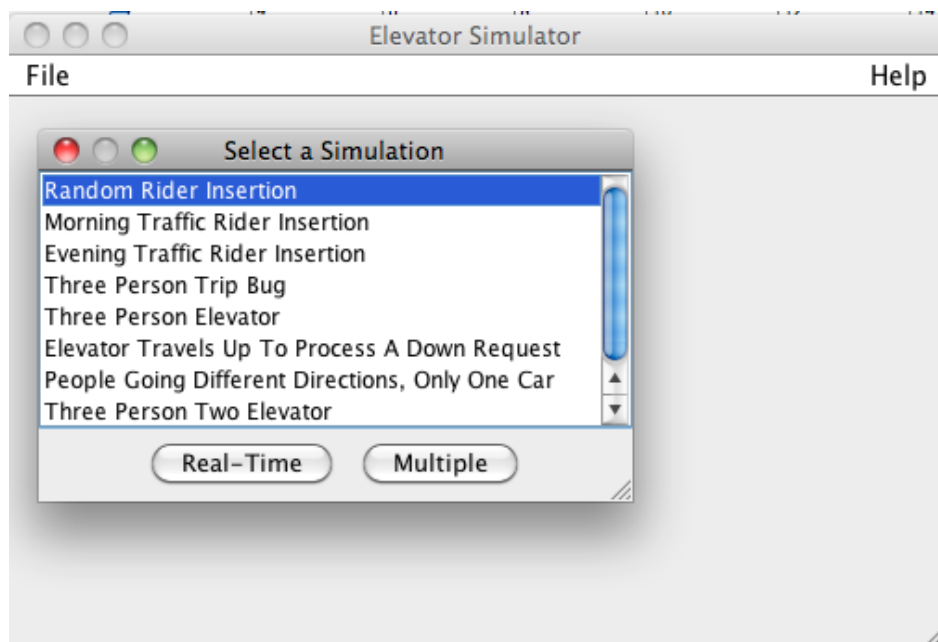 Elevator Simulator
File Help
Select a Simulation
Random Rider Insertion
Morning Traffic Rider Insertion
Evening Traffic Rider Insertion
Three Person Trip Bug
Three Person Elevator
Elevator Travels Up To Process A Down Request
People Going Different Directions, Only One Car
Three Person Two Elevator
Real-Time Multiple